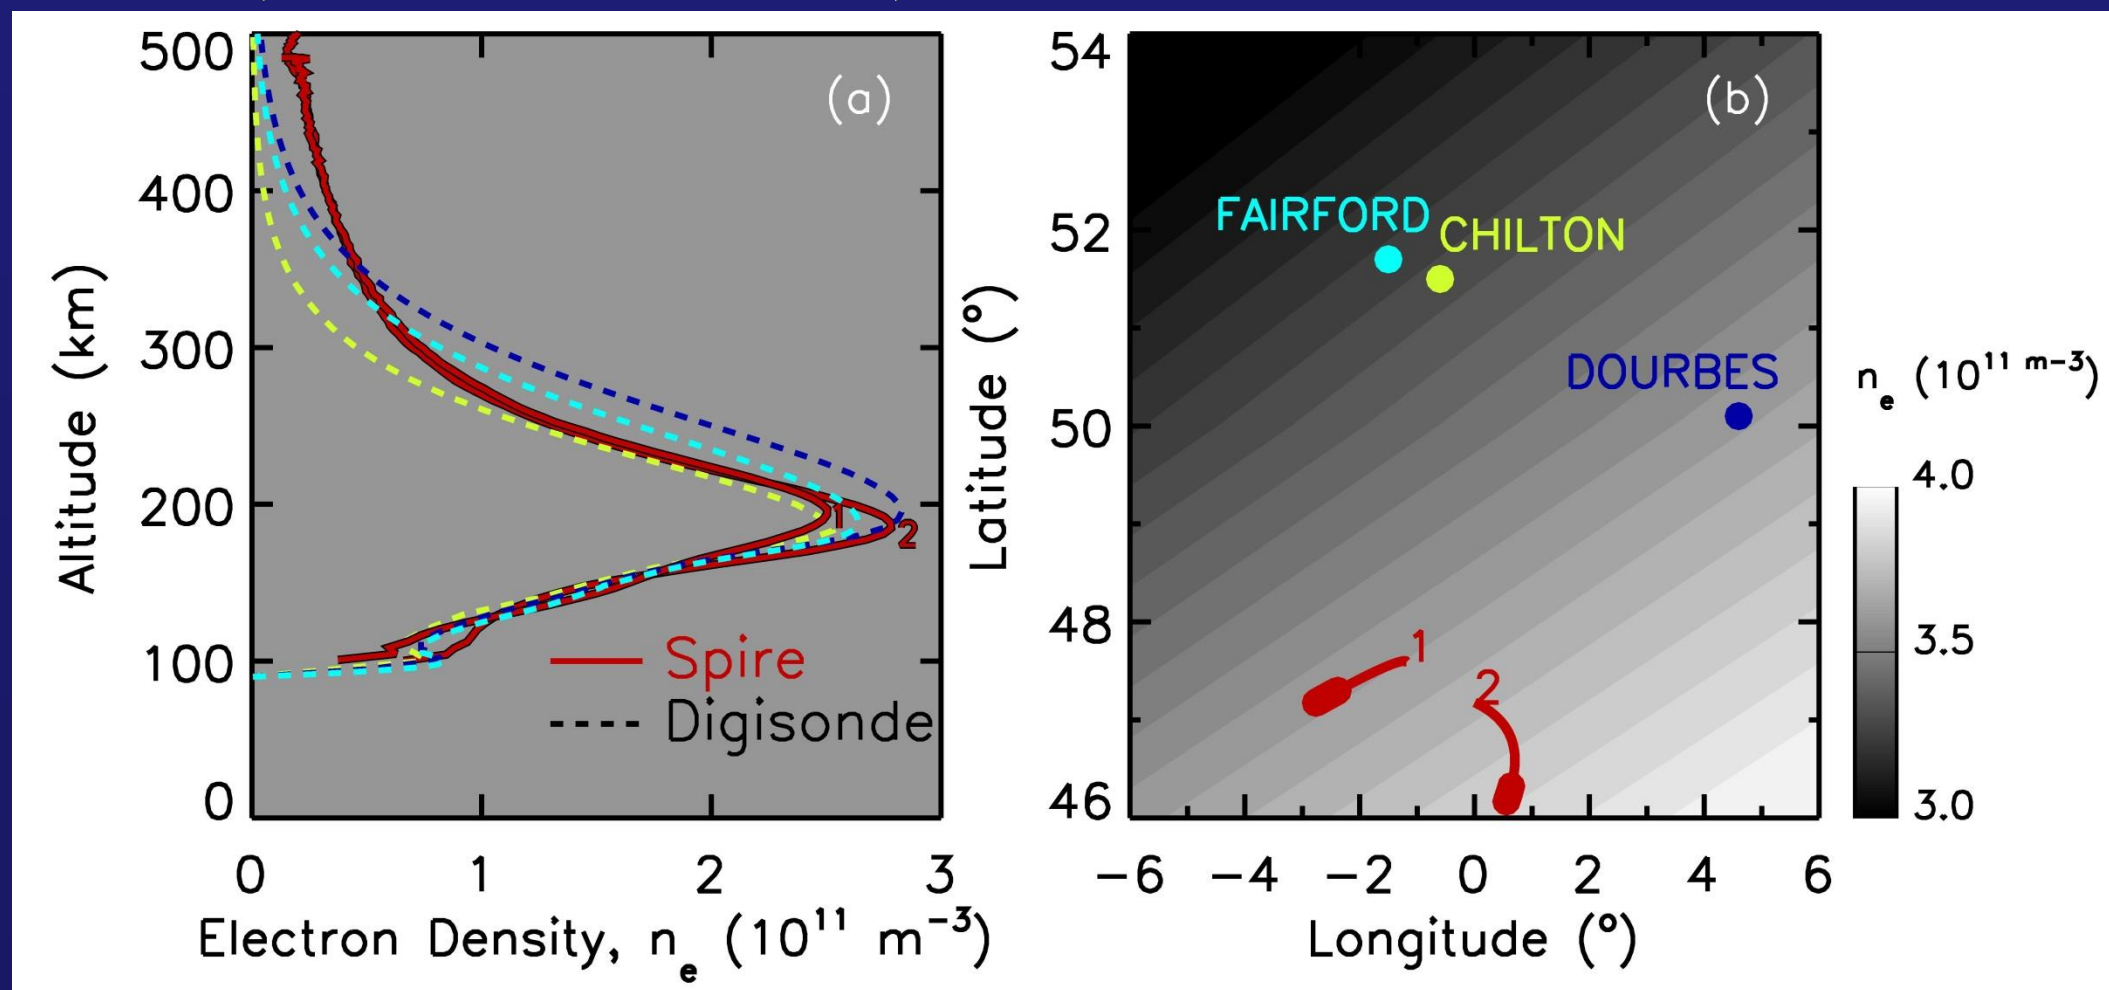 (a)
500
400
300
200
100
0
Altitude (km)
1
2
Spire
Digisonde
0 1 2 3
Electron Density, nₑ (10¹¹ m⁻³)
(b)
54
52
50
48
46
Latitude (°)
FAIRFORD
CHILTON
DOURBES
1
2
−6 −4 −2 0 2 4 6
Longitude (°)
nₑ (10¹¹ ᵐ⁻³)
4.0
3.5
3.0